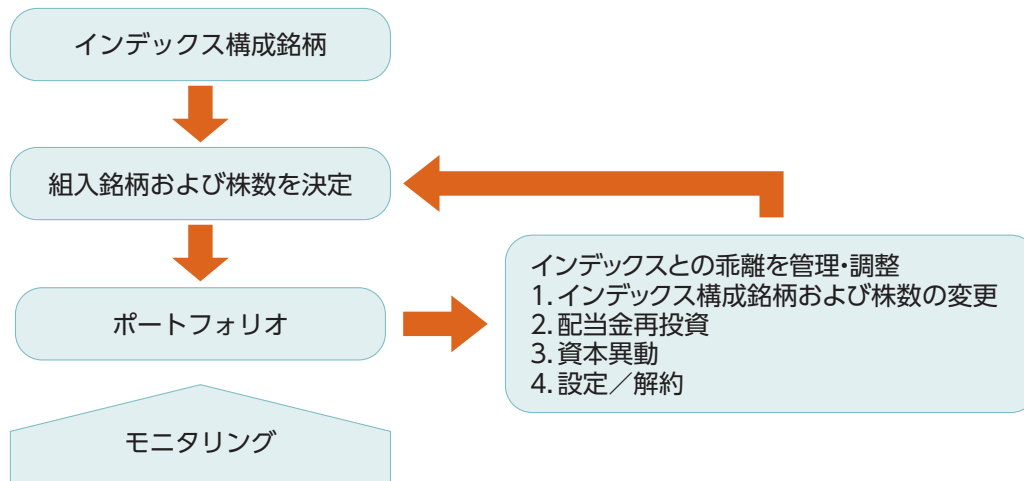 インデックス構成銘柄
組入銘柄および株数を決定
ポートフォリオ
インデックスとの乖離を管理・調整
1. インデックス構成銘柄および株数の変更
2. 配当金再投資
3. 資本異動
4. 設定／解約
モニタリング